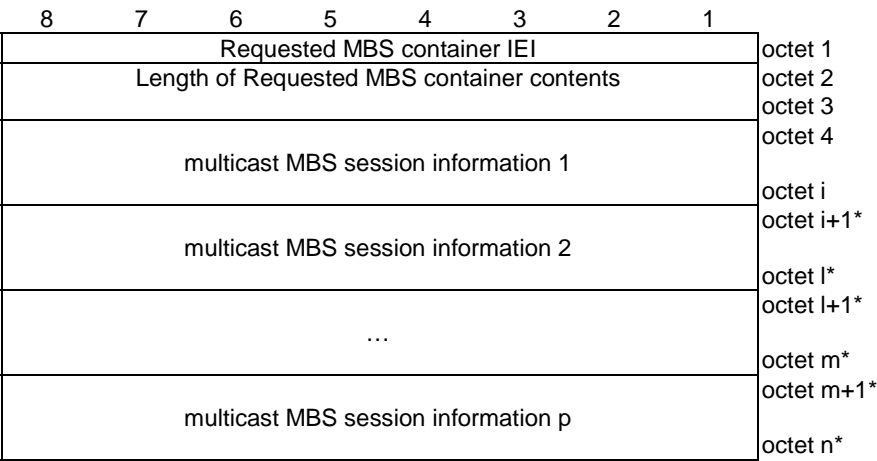 8 7 6 5 4 3 2 1
Requested MBS container IEI octet 1
Length of Requested MBS container contents octet 2
octet 3
octet 4
multicast MBS session information 1
octet i
octet i+1*
multicast MBS session information 2
octet l*
octet l+1*
…
octet m*
octet m+1*
multicast MBS session information p
octet n*